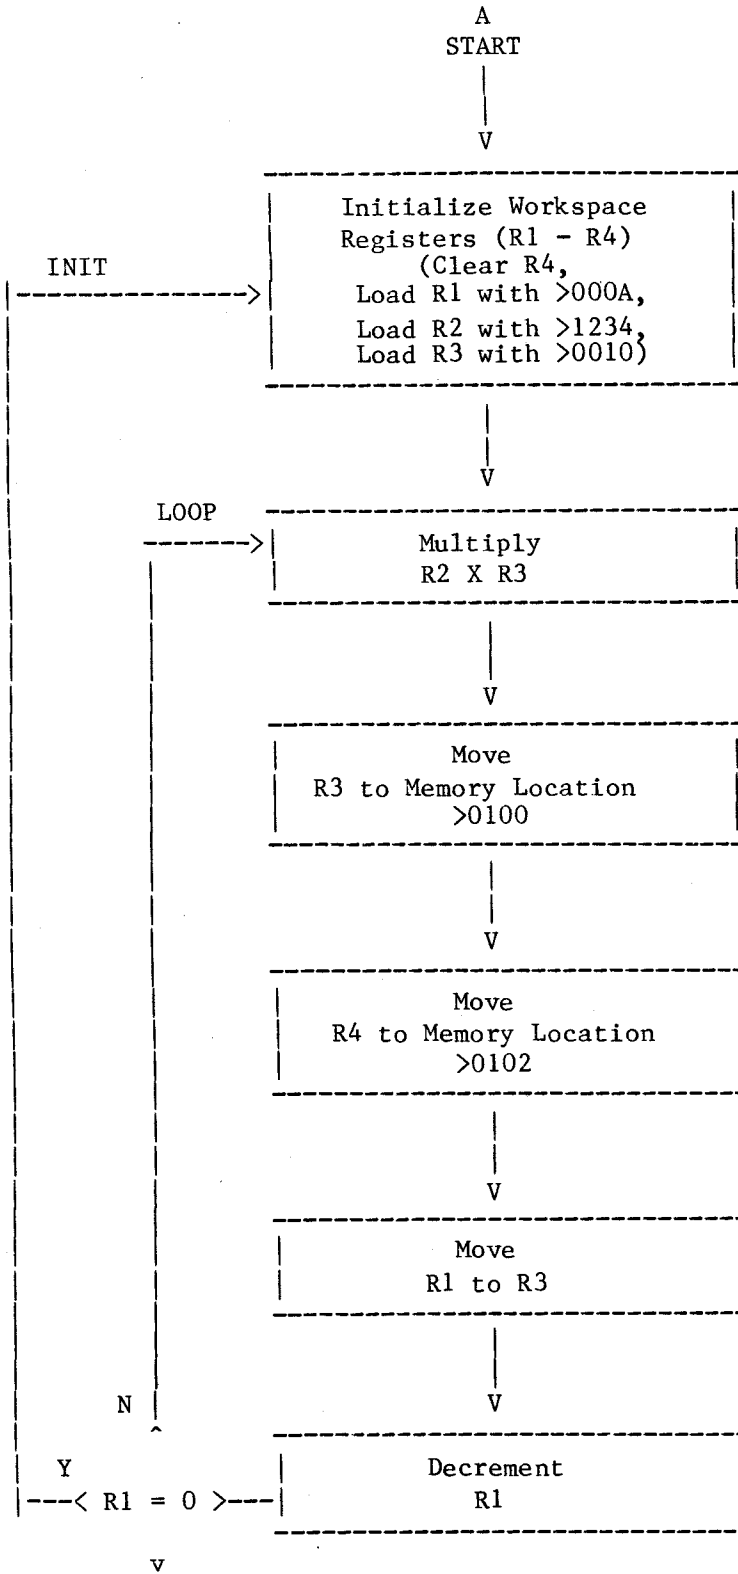 A
START
V
Initialize Workspace
Registers (R1 - R4)
(Clear R4,
INIT
Load R1 with >000A,
Load R2 with >1234,
Load R3 with >0010)
V
LOOP
Multiply
R2 X R3
V
Move
R3 to Memory Location
>0100
V
Move
R4 to Memory Location
>0102
V
Move
R1 to R3
V
N
Decrement
R1
Y
< R1 = 0 >
v